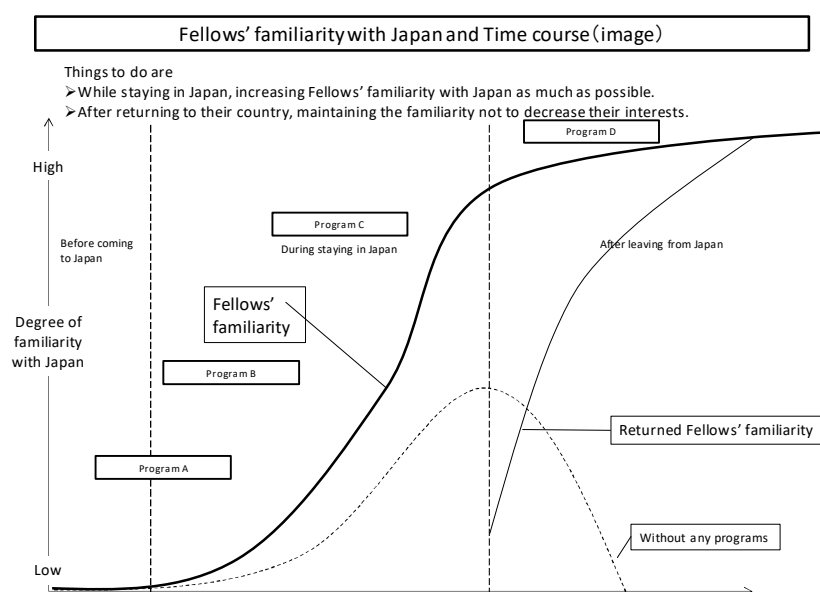 Fellows' familiarity with Japan and Time course(image)
Things to do are
➢While staying in Japan, increasing Fellows' familiarity with Japan as much as possible.
➢After returning to their country, maintaining the familiarity not to decrease their interests.
Program D
High
Program C
Before coming
to Japan
During staying in Japan
After leaving from Japan
Fellows'
familiarity
Degree of
familiarity
with Japan
Program B
Returned Fellows' familiarity
Program A
Without any programs
Low